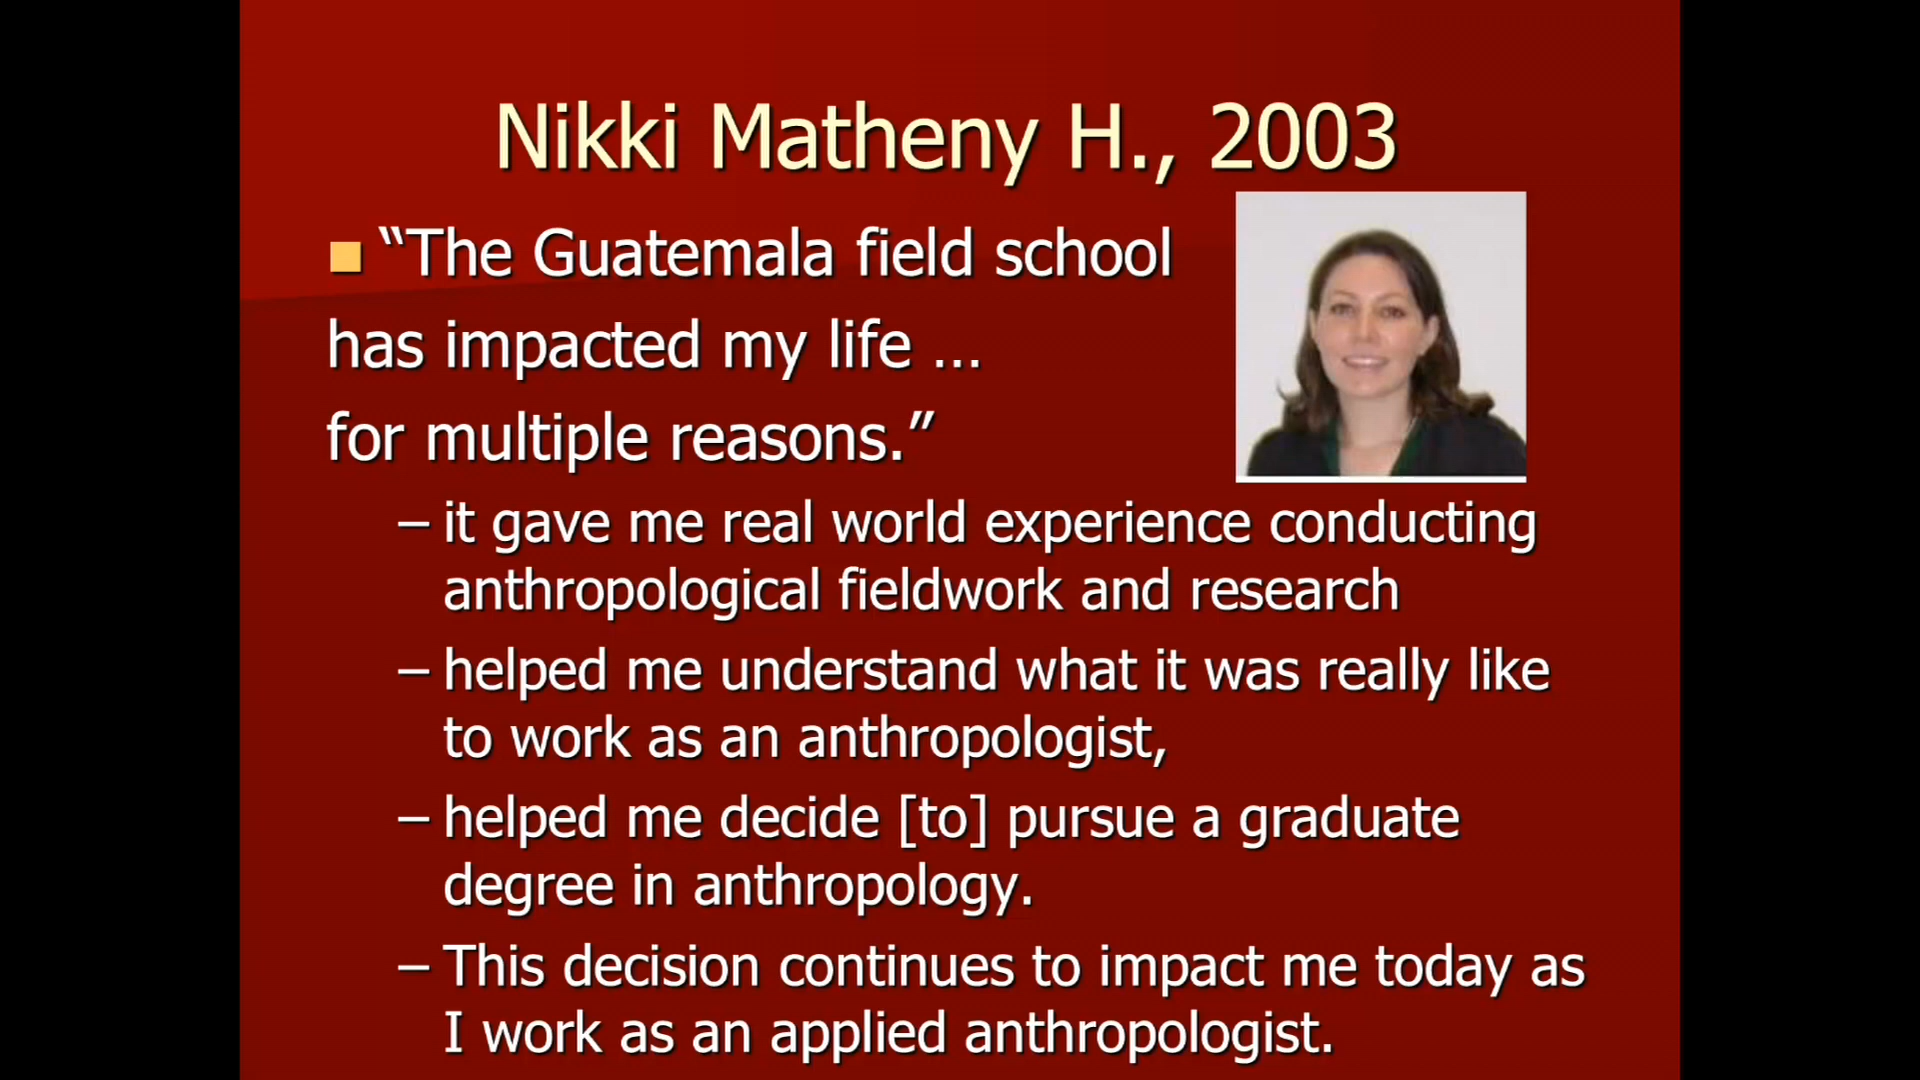 Nikki Matheny H., 2003
“The Guatemala field school
has impacted my life …
for multiple reasons.”
– it gave me real world experience conducting
anthropological fieldwork and research
– helped me understand what it was really like
to work as an anthropologist,
– helped me decide [to] pursue a graduate
degree in anthropology.
– This decision continues to impact me today as
I work as an applied anthropologist.